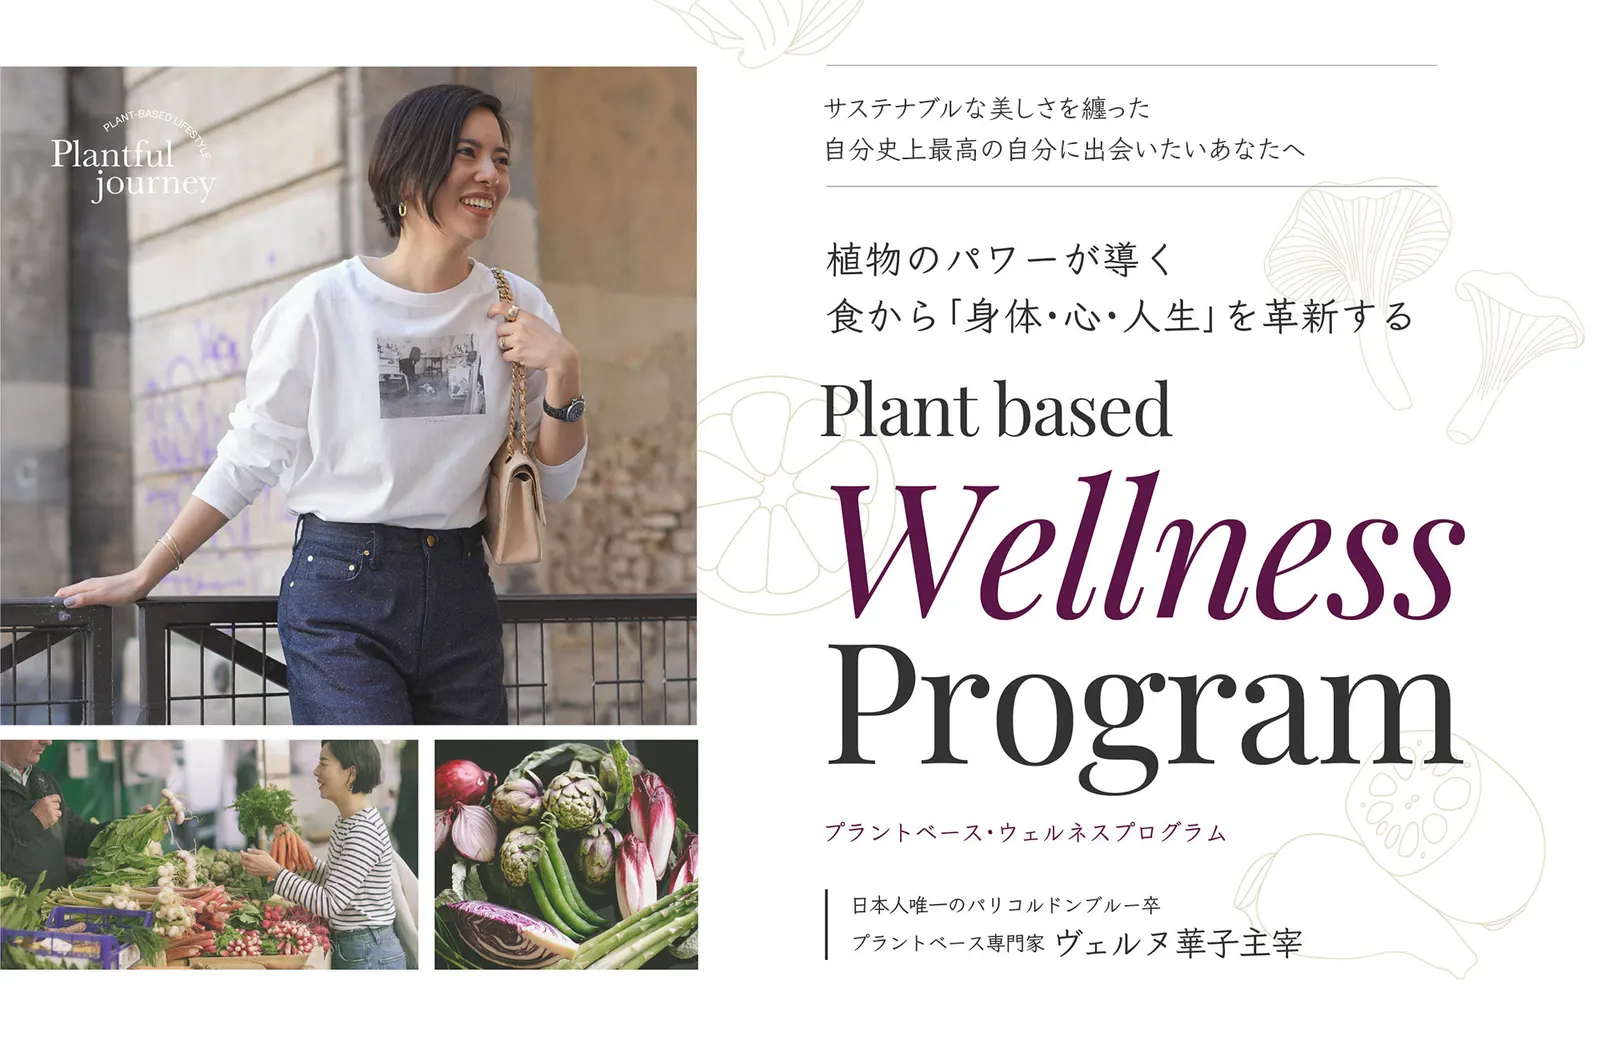 PLANT-BASED LIFESTYLE
Plantful
journey
サステナブルな美しさを纏った
自分史上最高の自分に出会いたいあなたへ
植物のパワーが導く
食から「身体・心・人生」を革新する
Plant based
Wellness
Program
プラントベース・ウェルネスプログラム
日本人唯一のパリコルドンブルー卒
プラントベース専門家 ヴェルヌ華子主宰